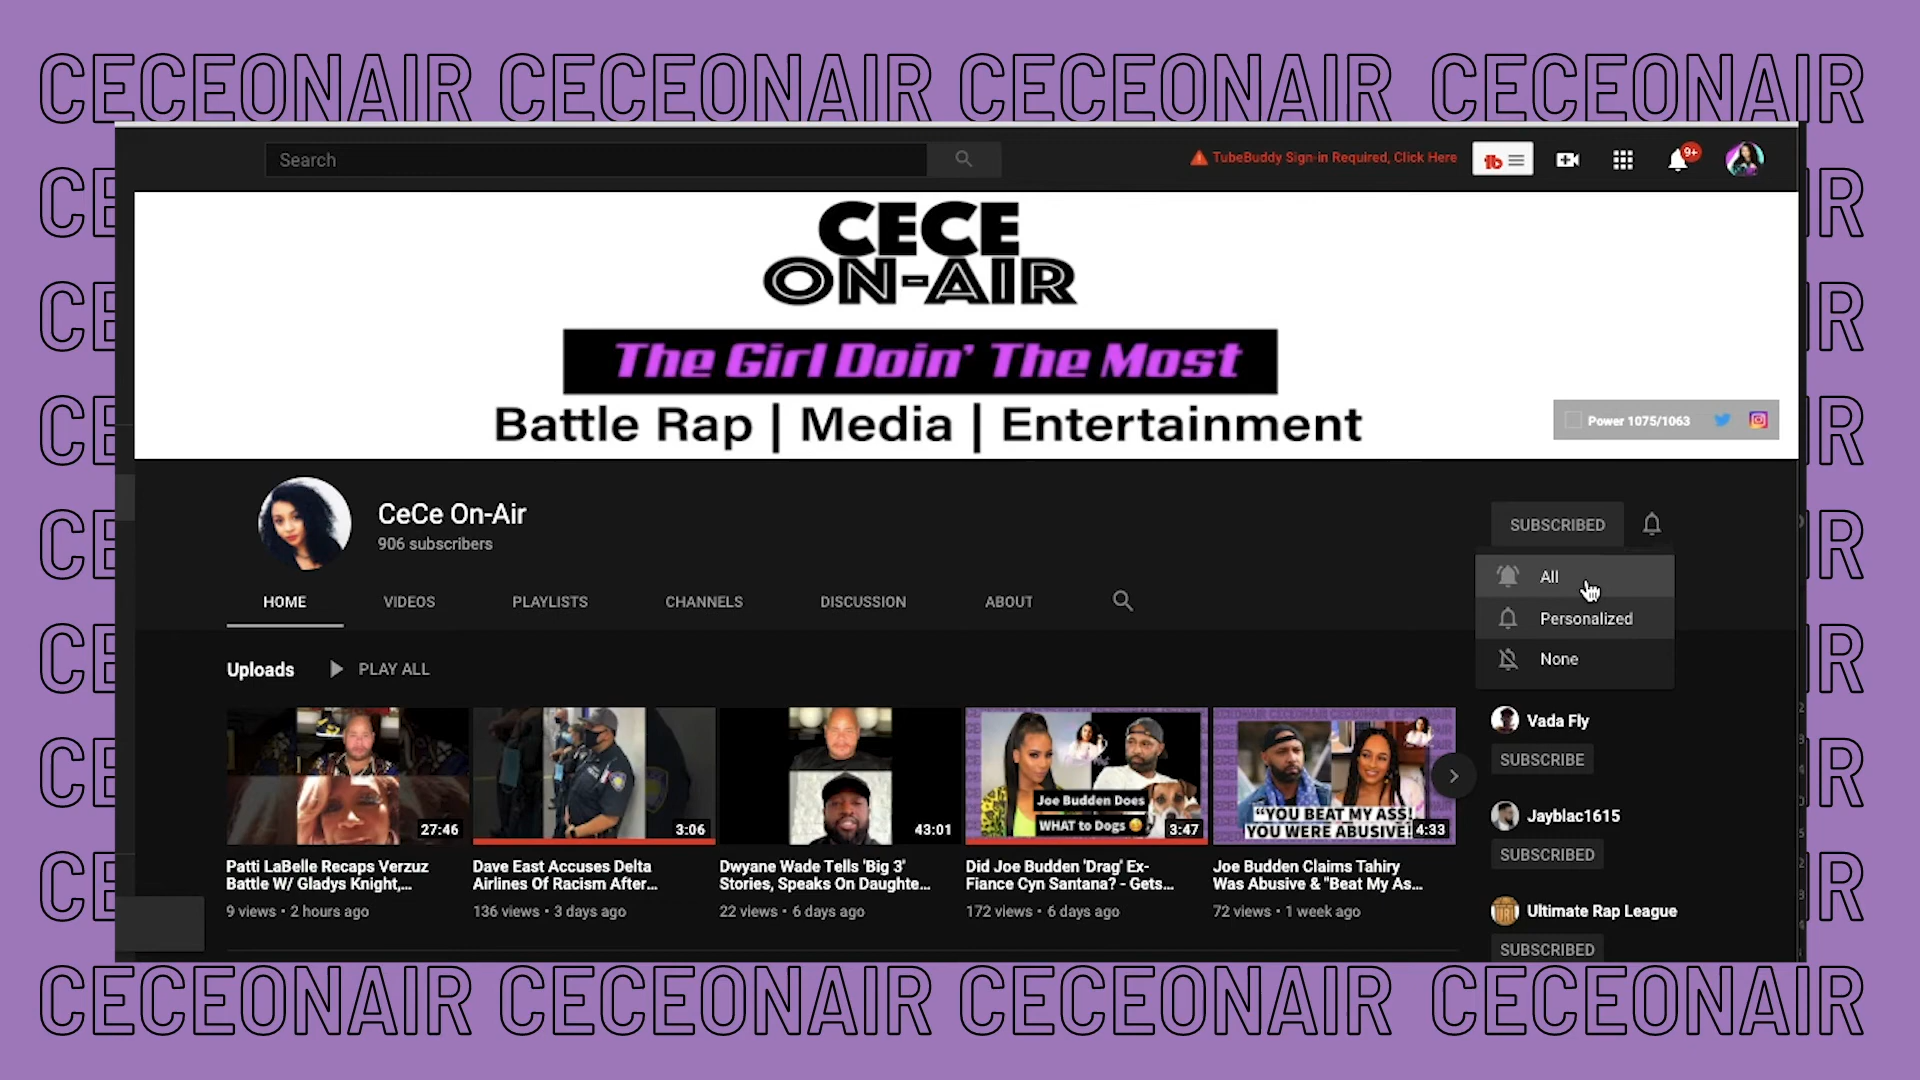 CECEONAIR CECEONAIR CECEONAIR CECEONAIR
Search
TubeBuddy Sign-in Required, Click Here
tb
9+
CECE
ON-AIR
The Girl Doin' The Most
Battle Rap | Media | Entertainment
Power 1075/1063
CeCe On-Air
906 subscribers
SUBSCRIBED
All
Personalized
None
HOME VIDEOS PLAYLISTS CHANNELS DISCUSSION ABOUT
Uploads PLAY ALL
27:46
3:06
43:01
Joe Budden Does
WHAT to Dogs
3:47
"YOU BEAT MY ASS!
YOU WERE ABUSIVE!
4:33
Patti LaBelle Recaps Verzuz
Battle W/ Gladys Knight,...
9 views • 2 hours ago
Dave East Accuses Delta
Airlines Of Racism After...
136 views • 3 days ago
Dwyane Wade Tells 'Big 3'
Stories, Speaks On Daughte...
22 views • 6 days ago
Did Joe Budden 'Drag' Ex-
Fiance Cyn Santana? - Gets...
172 views • 6 days ago
Joe Budden Claims Tahiry
Was Abusive & "Beat My As...
72 views • 1 week ago
Vada Fly
SUBSCRIBE
Jayblac1615
SUBSCRIBED
Ultimate Rap League
SUBSCRIBED
CECEONAIR CECEONAIR CECEONAIR CECEONAIR